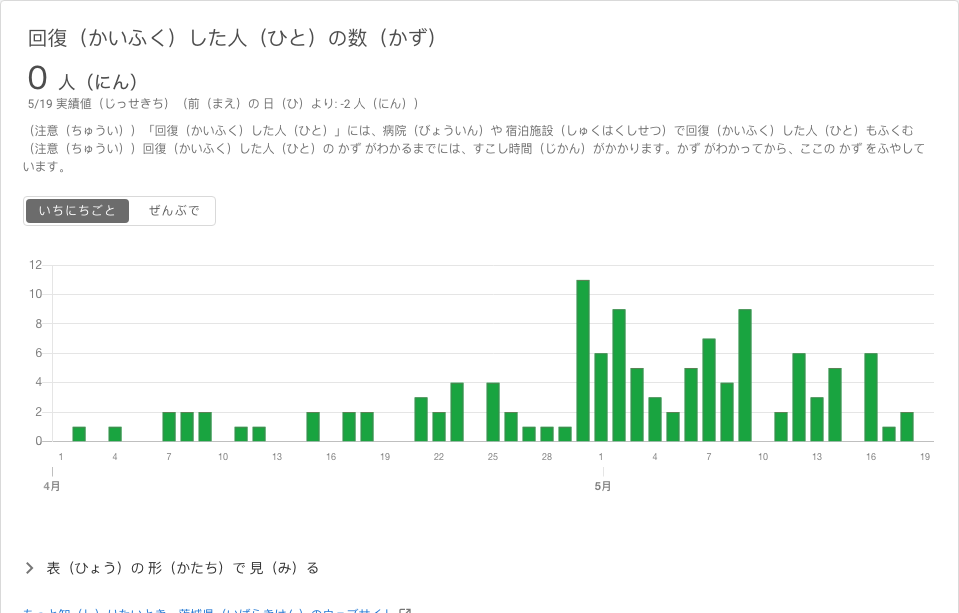 回復（かいふく）した人（ひと）の数（かず）
0 人（にん）
5/19 実績値（じっせきち）（前（まえ）の 日（ひ）より: -2 人（にん））
（注意（ちゅうい））「回復（かいふく）した人（ひと）」には、病院（びょういん）や 宿泊施設（しゅくはくしせつ）で回復（かいふく）した人（ひと）もふくむ
（注意（ちゅうい））回復（かいふく）した人（ひと）の かず がわかるまでには、すこし時間（じかん）がかかります。かず がわかってから、ここの かず をふやして
います。
いちにちごと ぜんぶで
12
10
8
6
4
2
0
1 4 7 10 13 16 19 22 25 28 1 4 7 10 13 16 19
4月 5月
表（ひょう）の 形（かたち）で 見（み）る